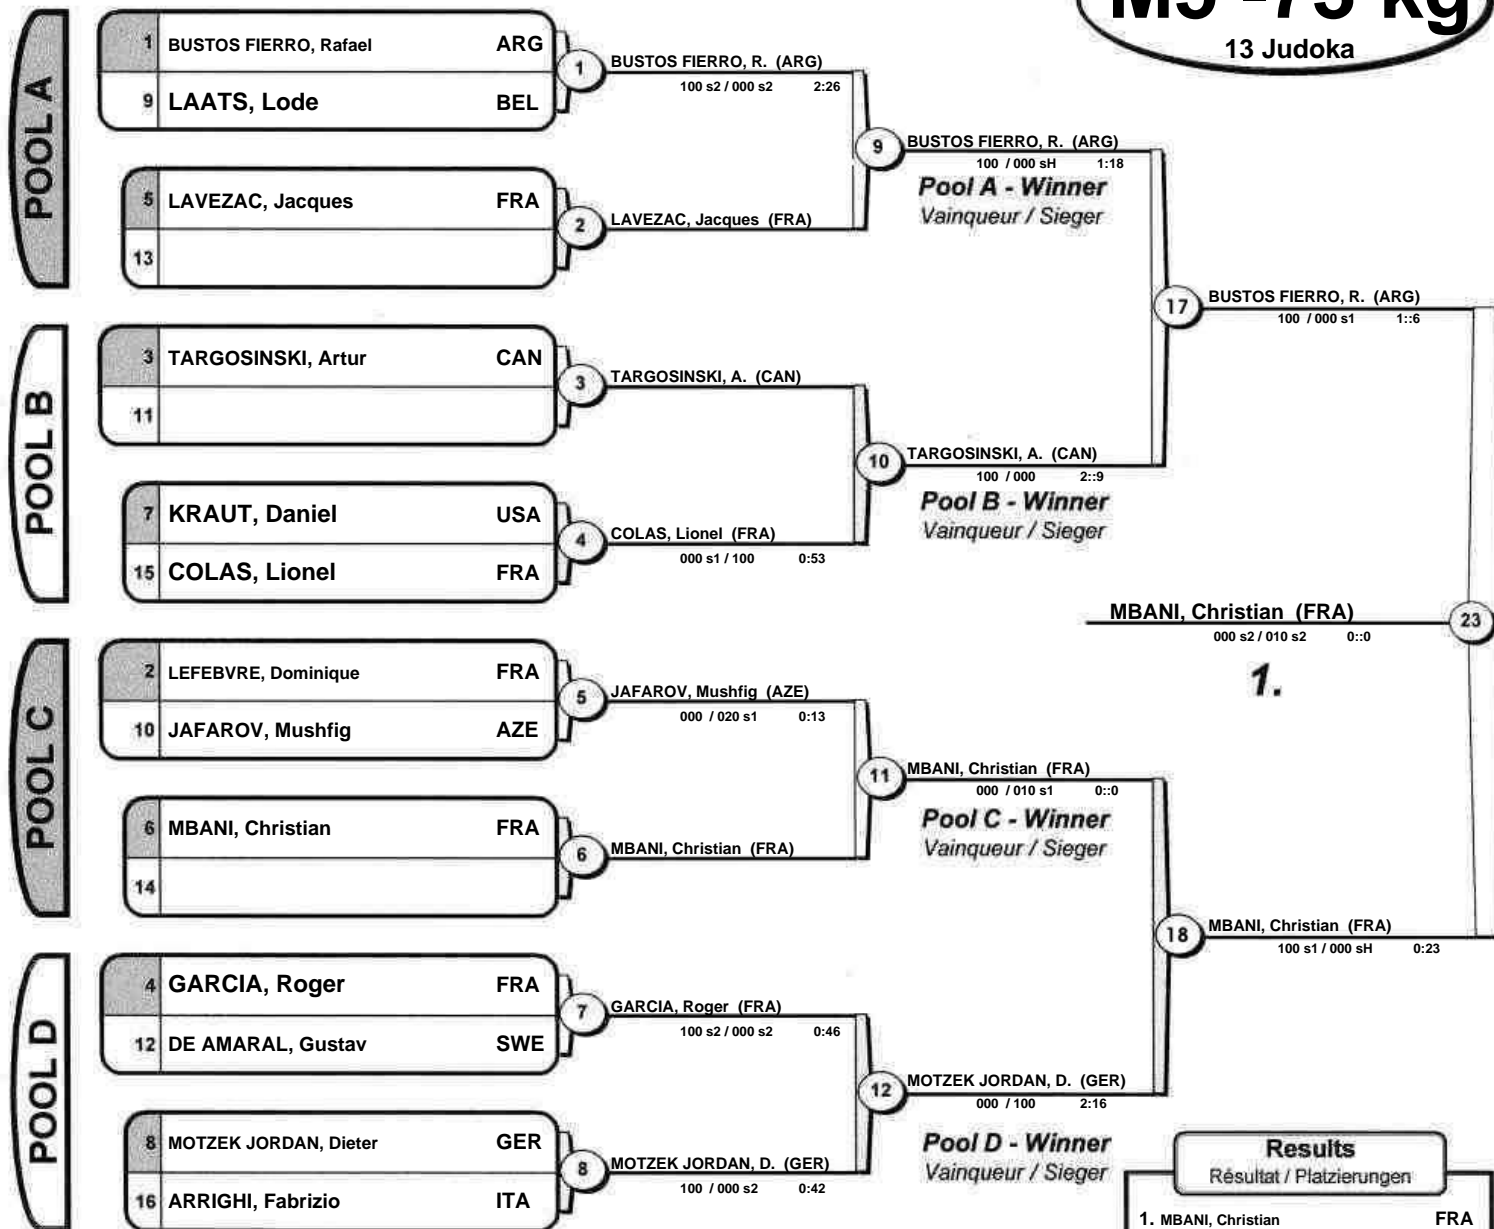 M5 -73 kg
13 Judoka
POOL A
1 BUSTOS FIERRO, Rafael ARG
9 LAATS, Lode BEL
1
BUSTOS FIERRO, R. (ARG)
100 s2 / 000 s2 2:26
5 LAVEZAC, Jacques FRA
13
2
LAVEZAC, Jacques (FRA)
9
BUSTOS FIERRO, R. (ARG)
100 / 000 sH 1:18
Pool A - Winner
Vainqueur / Sieger
POOL B
3 TARGOSINSKI, Artur CAN
11
3
TARGOSINSKI, A. (CAN)
7 KRAUT, Daniel USA
15 COLAS, Lionel FRA
4
COLAS, Lionel (FRA)
000 s1 / 100 0:53
10
TARGOSINSKI, A. (CAN)
100 / 000 2::9
Pool B - Winner
Vainqueur / Sieger
17
BUSTOS FIERRO, R. (ARG)
100 / 000 s1 1::6
POOL C
2 LEFEBVRE, Dominique FRA
10 JAFAROV, Mushfig AZE
5
JAFAROV, Mushfig (AZE)
000 / 020 s1 0:13
6 MBANI, Christian FRA
14
6
MBANI, Christian (FRA)
11
MBANI, Christian (FRA)
000 / 010 s1 0::0
Pool C - Winner
Vainqueur / Sieger
POOL D
4 GARCIA, Roger FRA
12 DE AMARAL, Gustav SWE
7
GARCIA, Roger (FRA)
100 s2 / 000 s2 0:46
8 MOTZEK JORDAN, Dieter GER
16 ARRIGHI, Fabrizio ITA
8
MOTZEK JORDAN, D. (GER)
100 / 000 s2 0:42
12
MOTZEK JORDAN, D. (GER)
000 / 100 2:16
Pool D - Winner
Vainqueur / Sieger
18
MBANI, Christian (FRA)
100 s1 / 000 sH 0:23
MBANI, Christian (FRA)
000 s2 / 010 s2 0::0
23
1.
Results
Résultat / Platzierungen
1. MBANI, Christian FRA